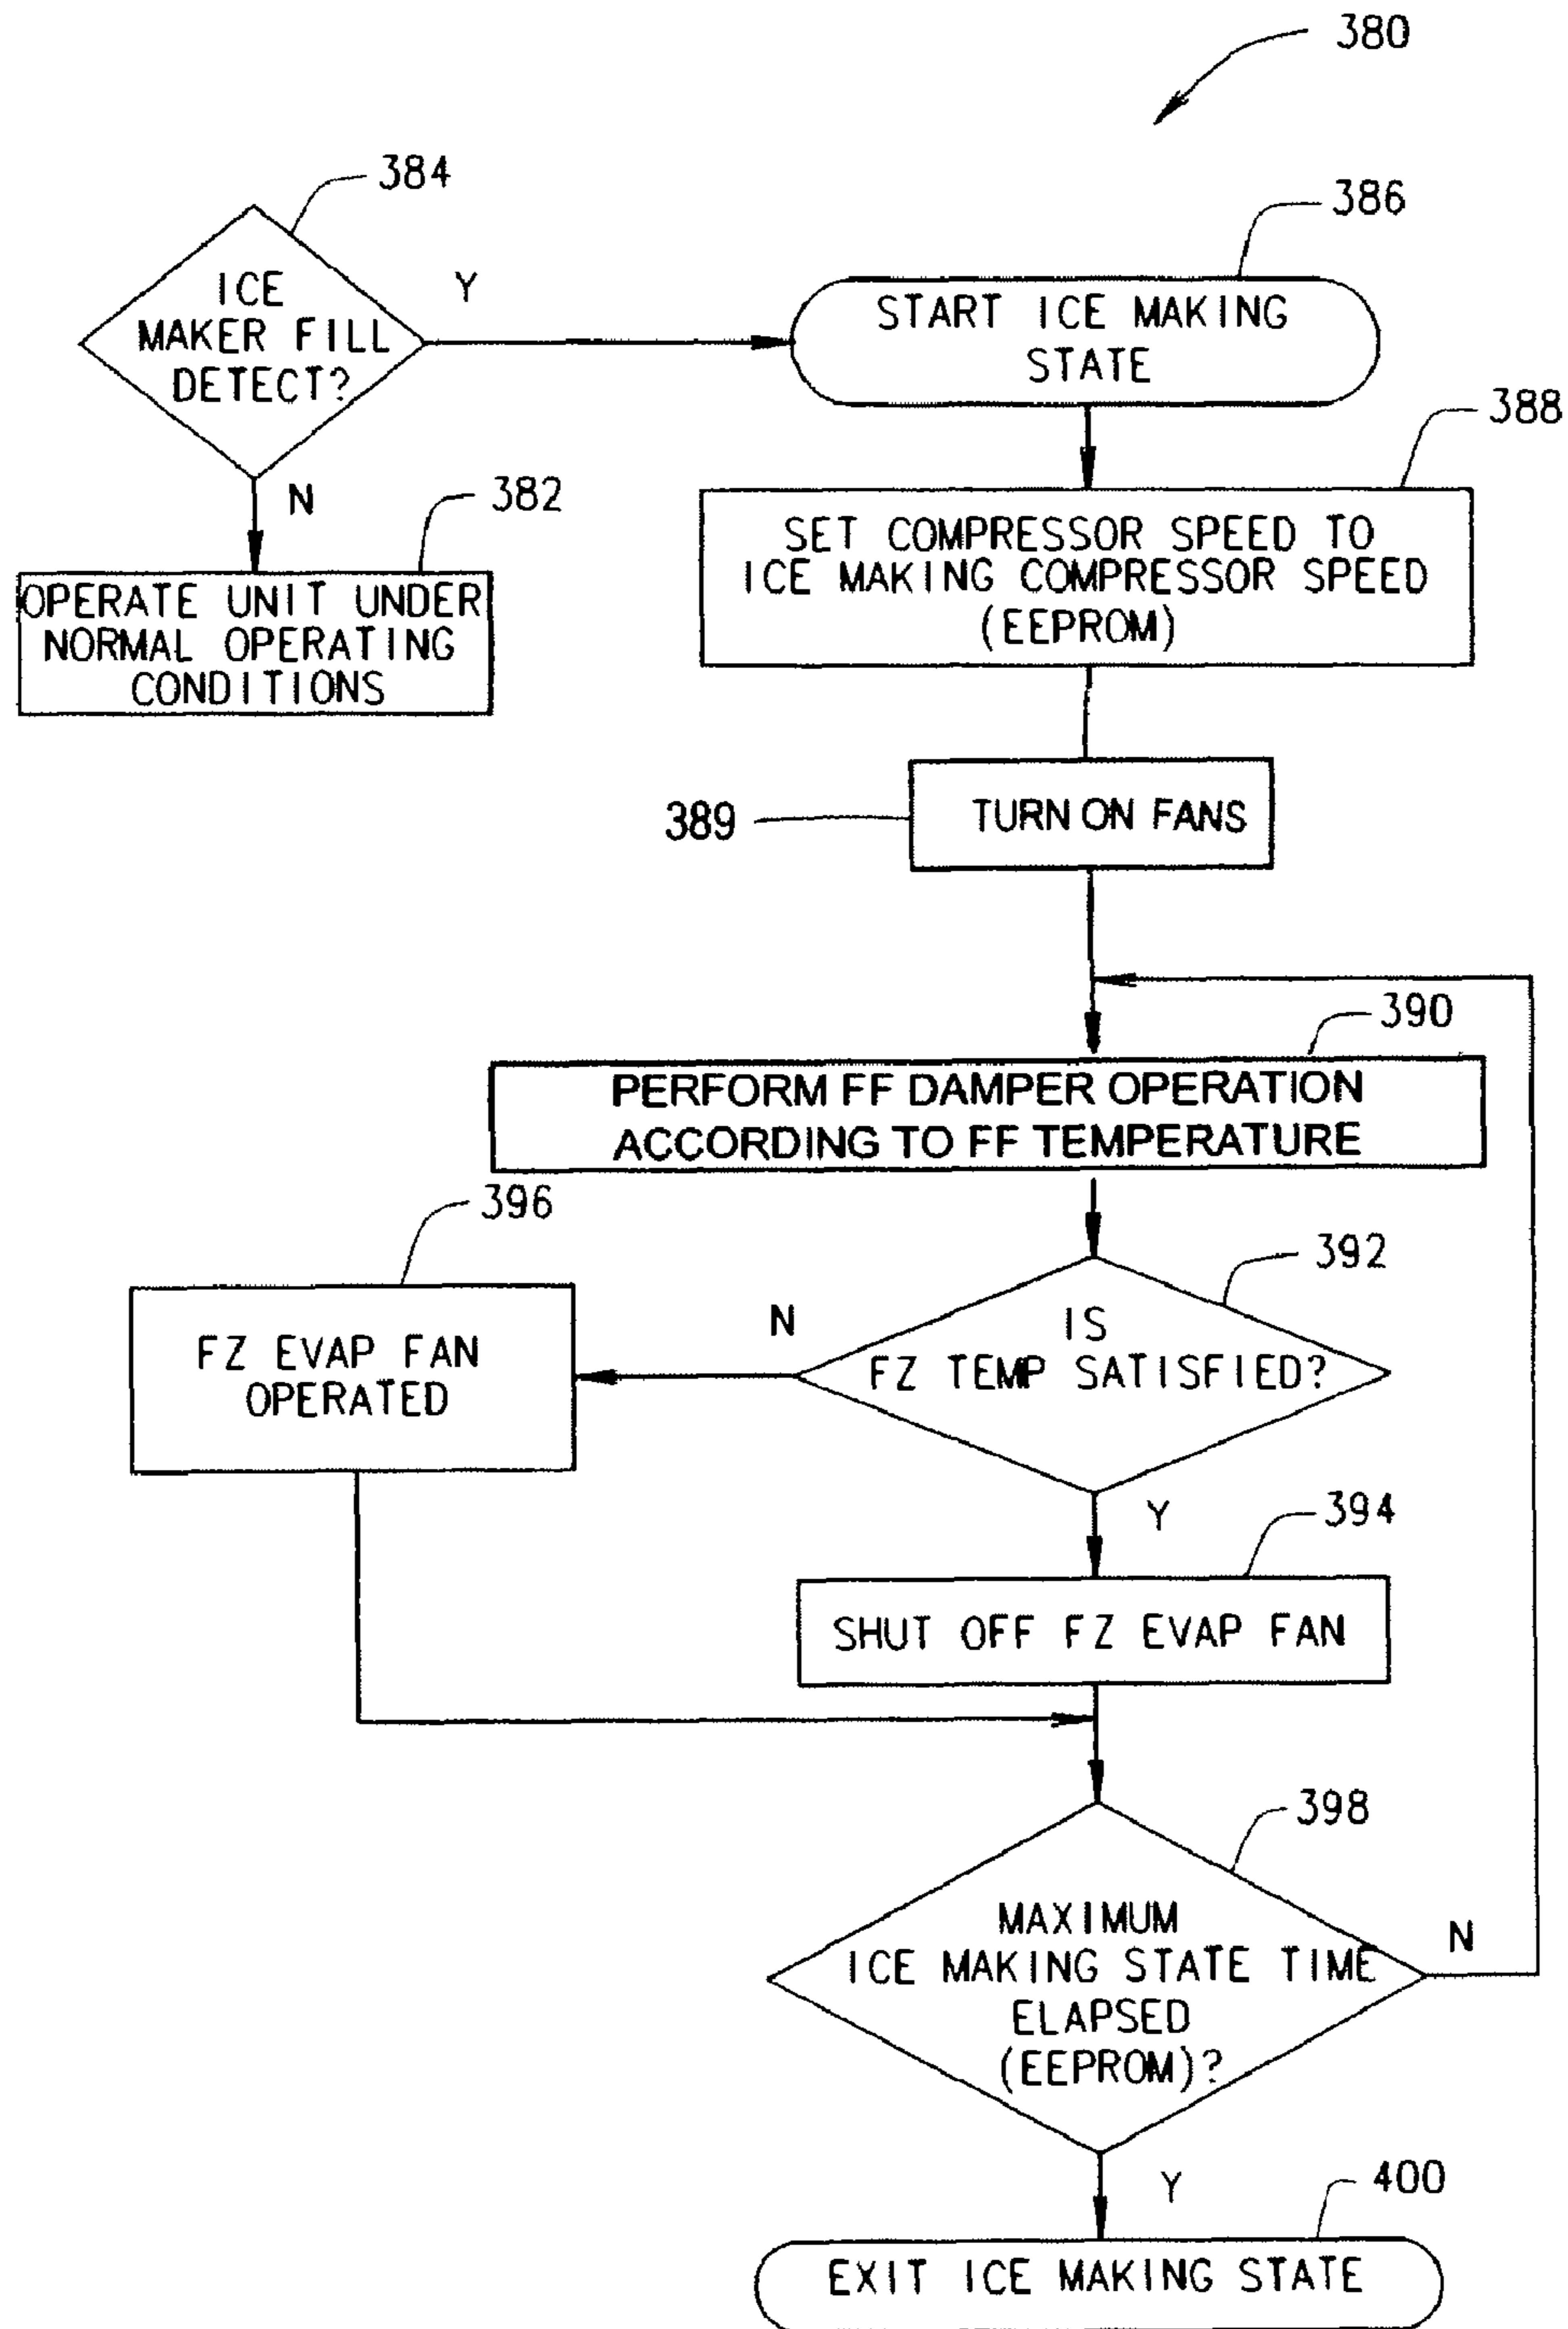 380
384
ICE
MAKER FILL
DETECT?
Y
386
START ICE MAKING
STATE
N
382
OPERATE UNIT UNDER
NORMAL OPERATING
CONDITIONS
388
SET COMPRESSOR SPEED TO
ICE MAKING COMPRESSOR SPEED
(EEPROM)
389
TURN ON FANS
390
PERFORM FF DAMPER OPERATION
ACCORDING TO FF TEMPERATURE
392
IS
FZ TEMP SATISFIED?
N
396
FZ EVAP FAN
OPERATED
Y
394
SHUT OFF FZ EVAP FAN
398
MAXIMUM
ICE MAKING STATE TIME
ELAPSED
(EEPROM)?
N
Y
400
EXIT ICE MAKING STATE